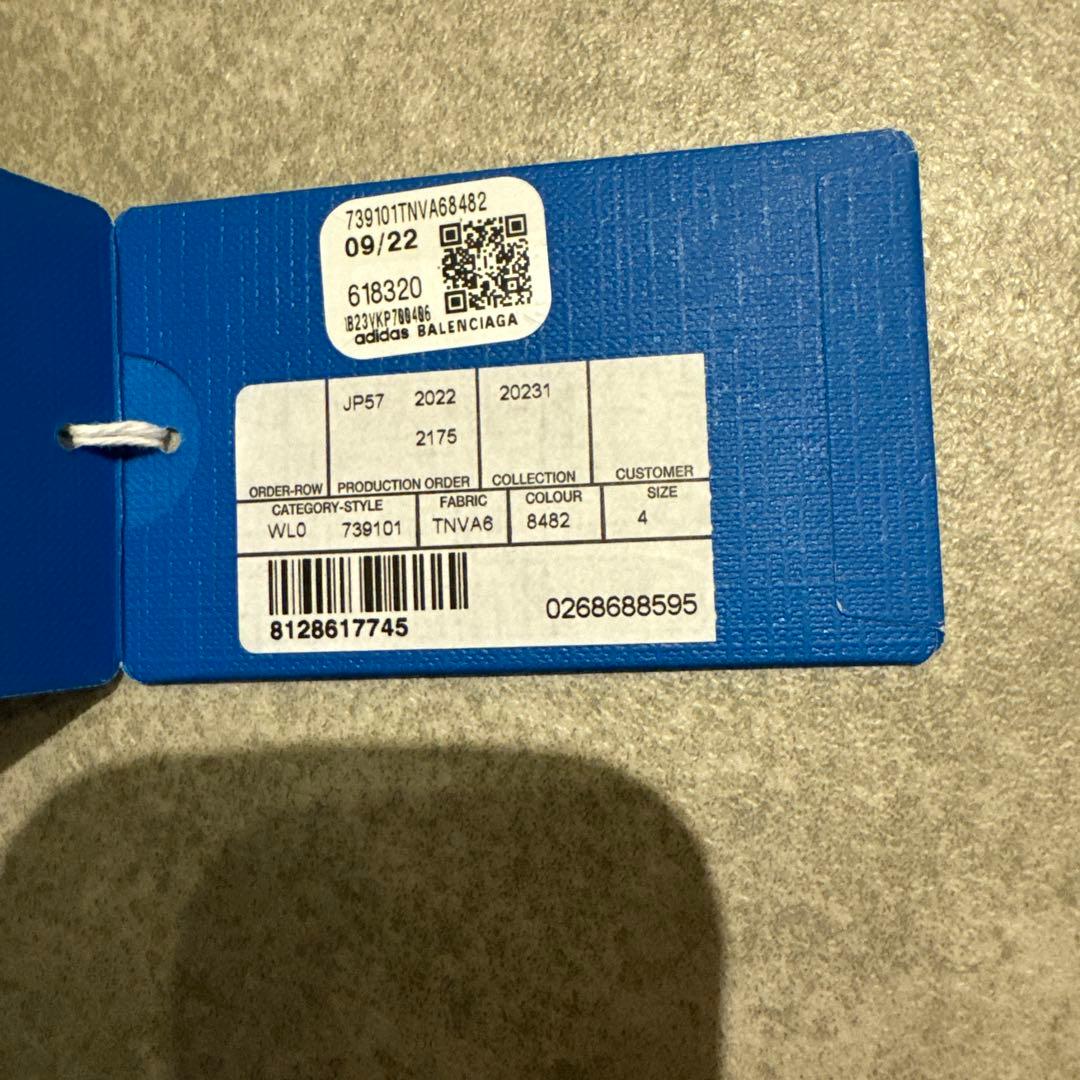 739101TNVA68482
09/22
618320
adidas BALENCIAGA
JP57 2022 20231
2175
ORDER-ROW PRODUCTION ORDER COLLECTION CUSTOMER
CATEGORY-STYLE FABRIC COLOUR SIZE
WL0 739101 TNVA6 8482 4
8128617745 0268688595